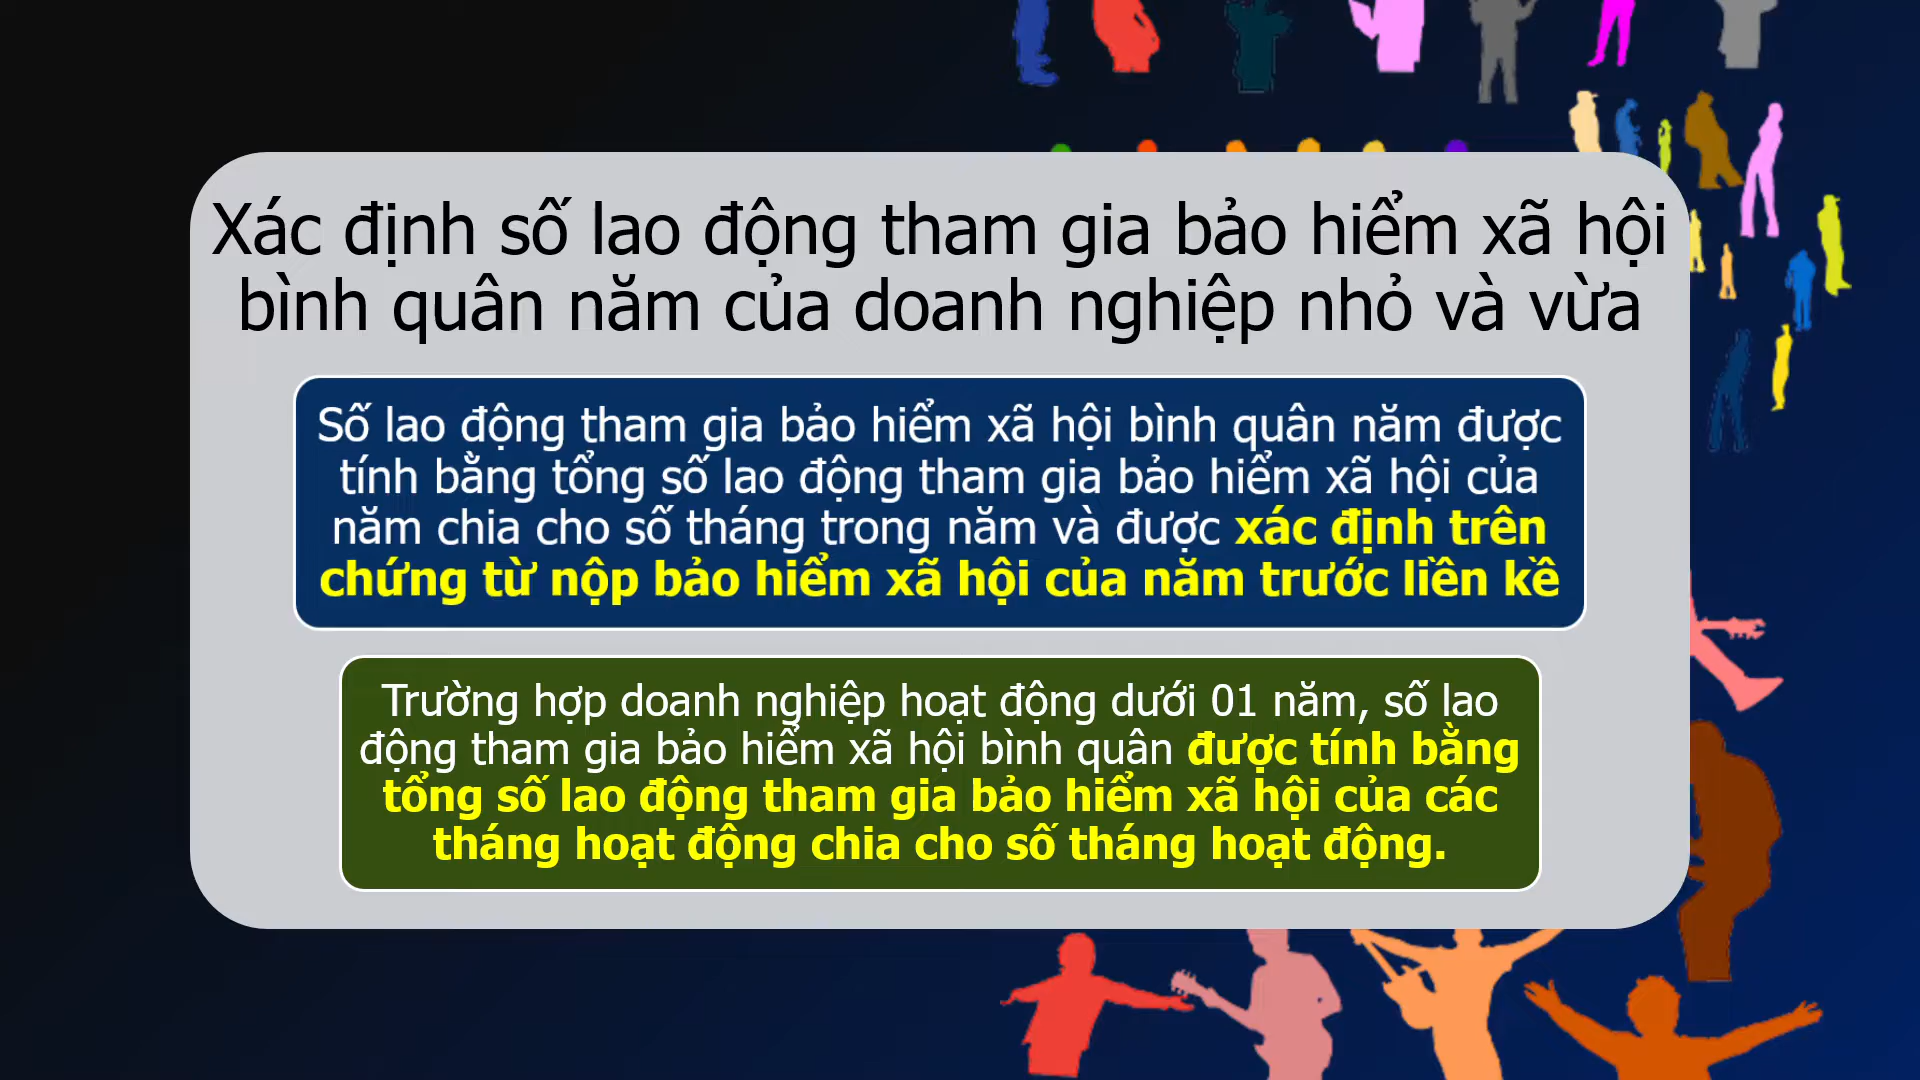 Xác định số lao động tham gia bảo hiểm xã hội
bình quân năm của doanh nghiệp nhỏ và vừa
Số lao động tham gia bảo hiểm xã hội bình quân năm được
tính bằng tổng số lao động tham gia bảo hiểm xã hội của
năm chia cho số tháng trong năm và được xác định trên
chứng từ nộp bảo hiểm xã hội của năm trước liền kề
Trường hợp doanh nghiệp hoạt động dưới 01 năm, số lao
động tham gia bảo hiểm xã hội bình quân được tính bằng
tổng số lao động tham gia bảo hiểm xã hội của các
tháng hoạt động chia cho số tháng hoạt động.